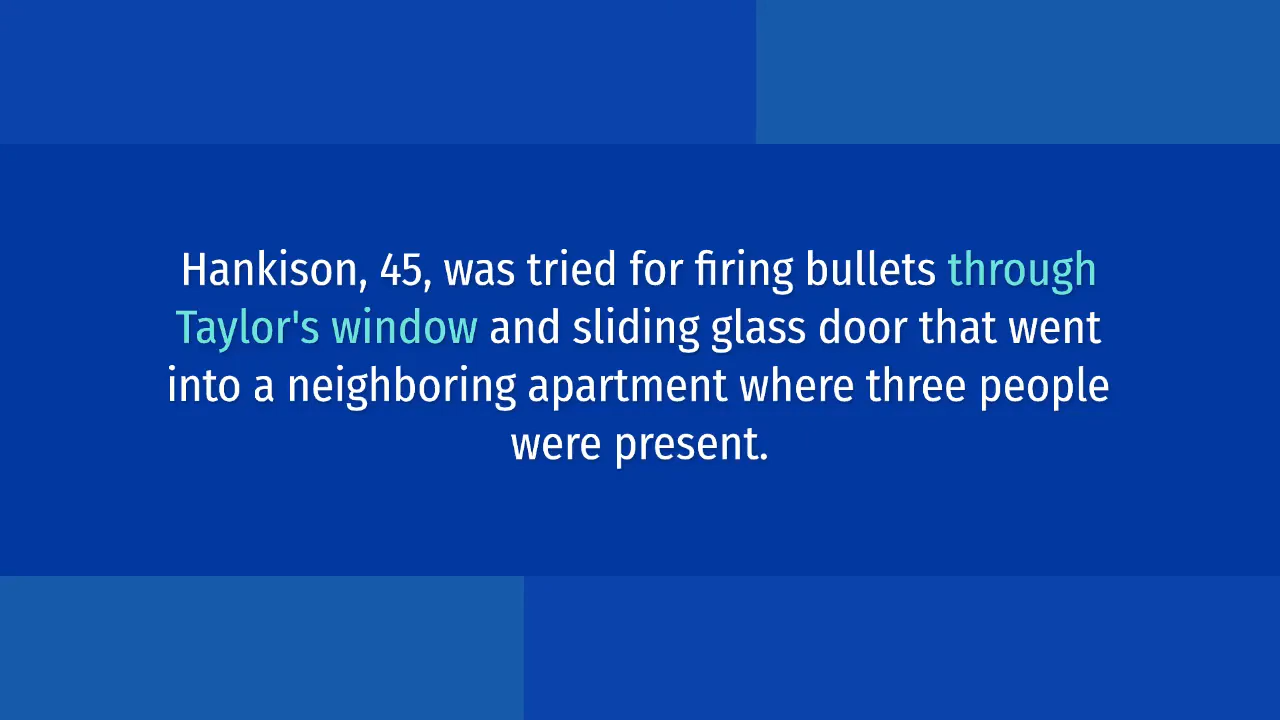 Hankison, 45, was tried for firing bullets through
Taylor's window and sliding glass door that went
into a neighboring apartment where three people
were present.